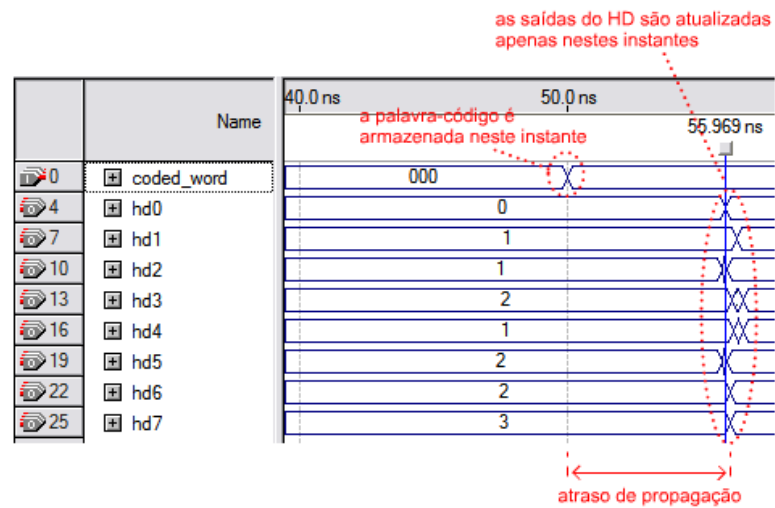 as saídas do HD são atualizadas
apenas nestes instantes
40.0 ns
50.0 ns
Name
a palavra-código é
armazenada neste instante
55.969 ns
0 coded_word 000
4 hd0 0
7 hd1 1
10 hd2 1
13 hd3 2
16 hd4 1
19 hd5 2
22 hd6 2
25 hd7 3
atraso de propagação